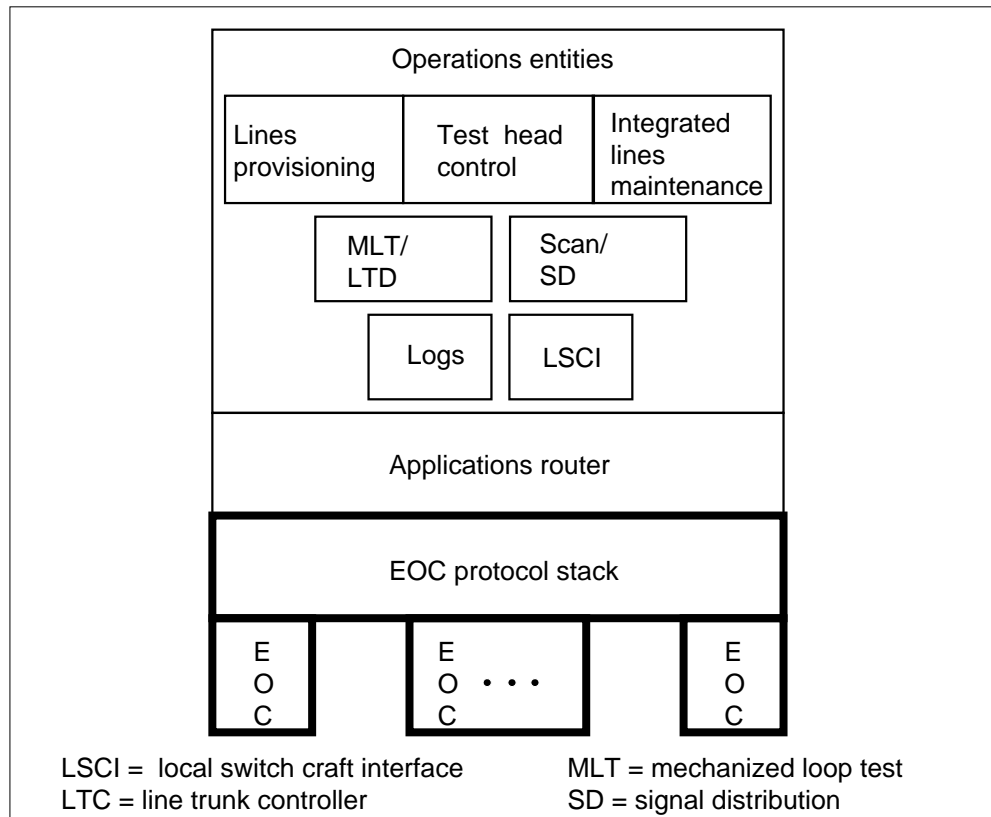 Operations entities
Lines
provisioning
Test head
control
Integrated
lines
maintenance
MLT/
LTD
Scan/
SD
Logs
LSCI
Applications router
EOC protocol stack
E
O
C
E
O • • •
C
E
O
C
LSCI = local switch craft interface
LTC = line trunk controller
MLT = mechanized loop test
SD = signal distribution